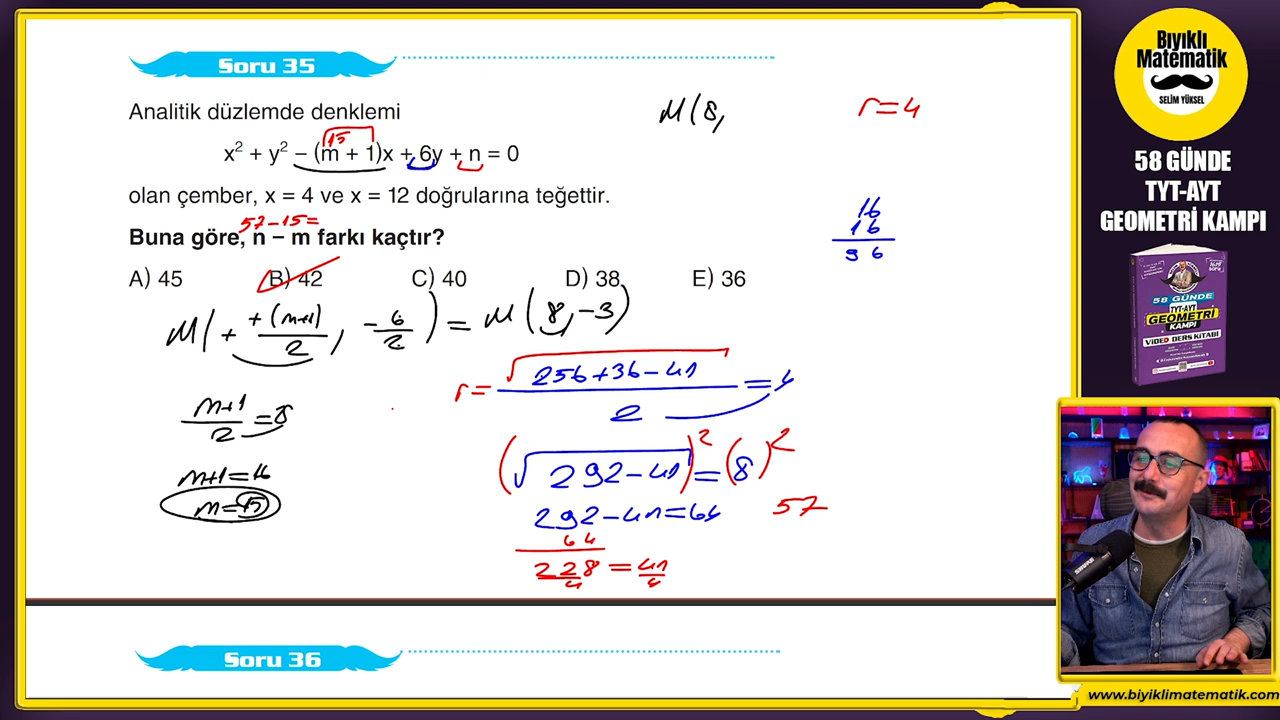 Soru 35
Analitik düzlemde denklemi
x² + y² − (m + 1)x + 6y + n = 0
15
olan çember, x = 4 ve x = 12 doğrularına teğettir.
57 − 15 =
Buna göre, n − m farkı kaçtır?
A) 45 B) 42 C) 40 D) 38 E) 36
M(8,
r = 4
16
16
96
M(+ +(m+1)/2, −6/2) = M(8, −3)
m+1/2 = 8
m+1 = 16
m = 15
r = √256+36−4n/2 = 4
(√292−4n)² = (8)²
292−4n = 64
64
228/4 = 4n/4
57
Soru 36
Bıyıklı
Matematik
SELİM YÜKSEL
58 GÜNDE
TYT-AYT
GEOMETRİ KAMPI
58 GÜNDE
TYT-AYT
GEOMETRİ
KAMPI
VİDEO DERS KİTABI
www.biyiklimatematik.com